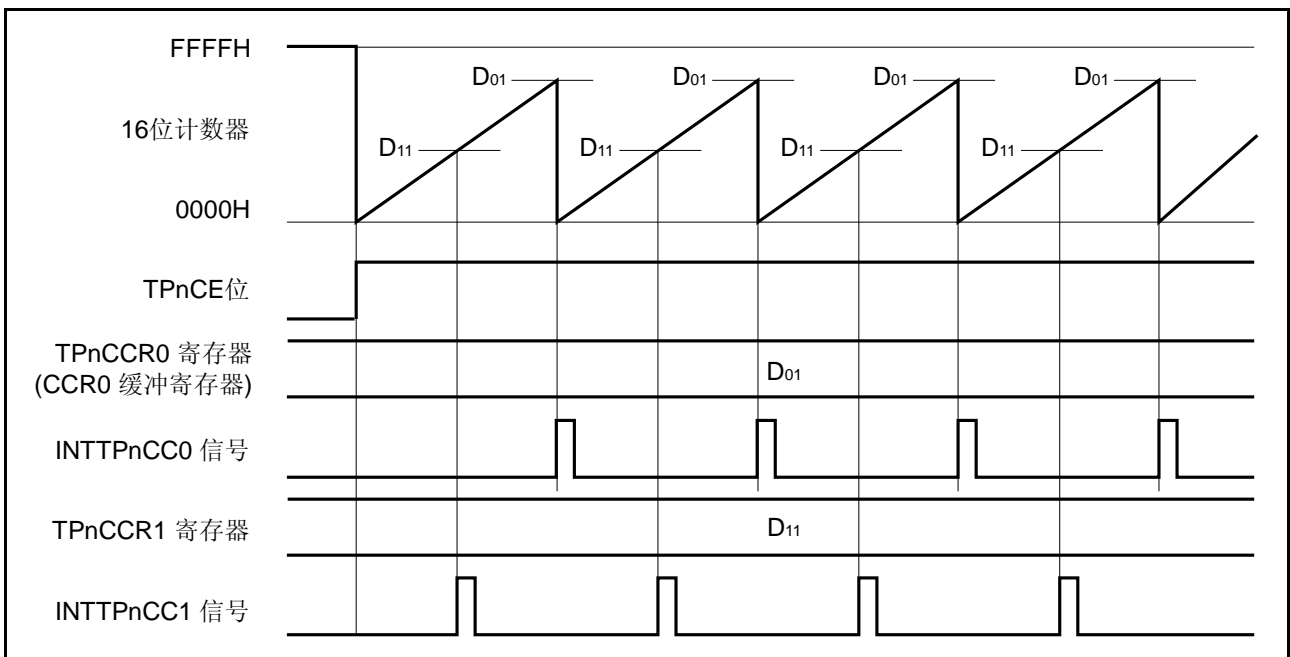 FFFFH
D01 D01 D01 D01
16位计数器
D11 D11 D11 D11
0000H
TPnCE位
TPnCCR0 寄存器
(CCR0 缓冲寄存器)
D01
INTTPnCC0 信号
TPnCCR1 寄存器
D11
INTTPnCC1 信号